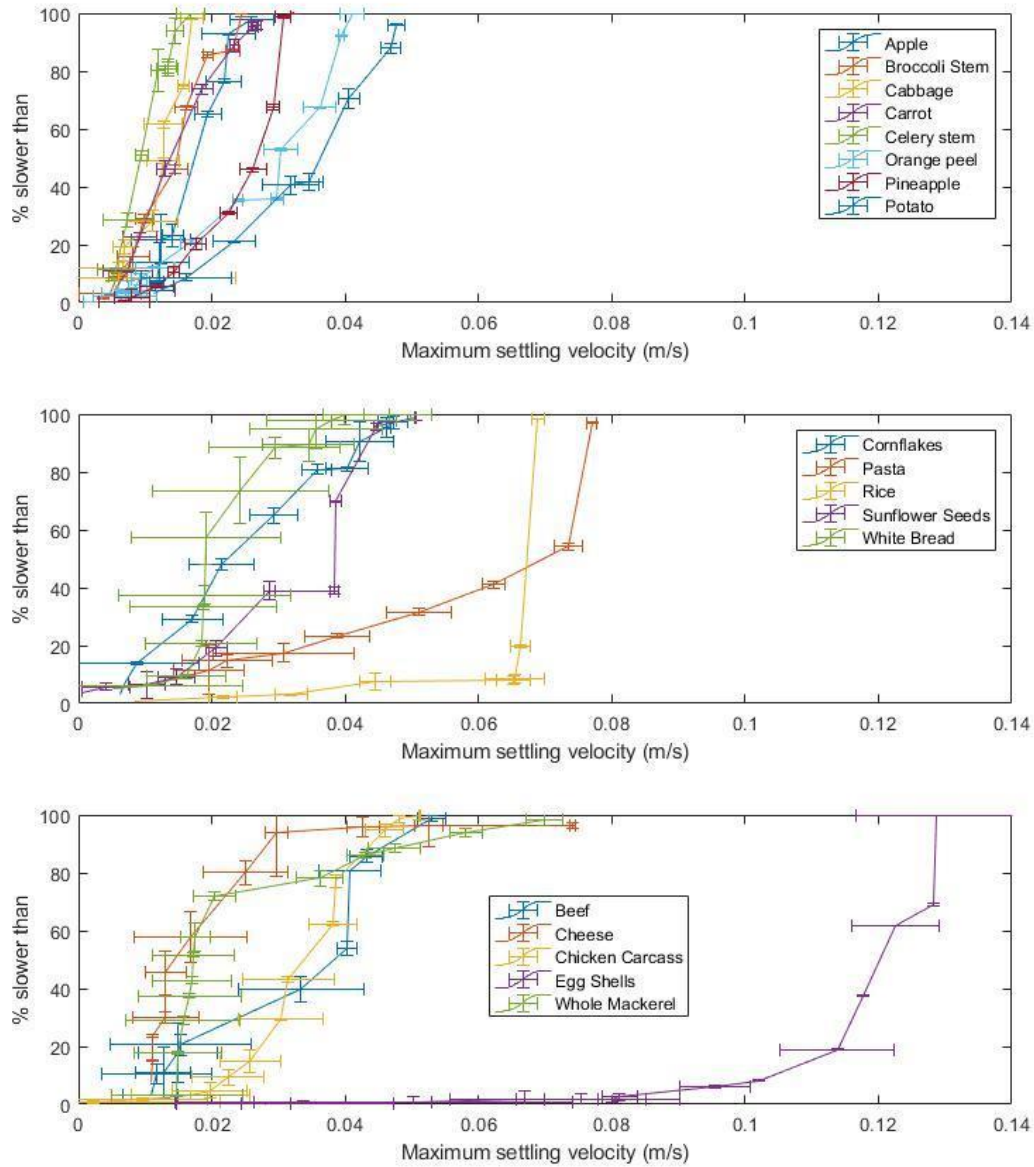 100
80
60
40
20
0
% slower than
0 0.02 0.04 0.06 0.08 0.1 0.12 0.14
Maximum settling velocity (m/s)
Apple
Broccoli Stem
Cabbage
Carrot
Celery stem
Orange peel
Pineapple
Potato
100
80
60
40
20
0
% slower than
0 0.02 0.04 0.06 0.08 0.1 0.12 0.14
Maximum settling velocity (m/s)
Cornflakes
Pasta
Rice
Sunflower Seeds
White Bread
100
80
60
40
20
0
% slower than
0 0.02 0.04 0.06 0.08 0.1 0.12 0.14
Maximum settling velocity (m/s)
Beef
Cheese
Chicken Carcass
Egg Shells
Whole Mackerel